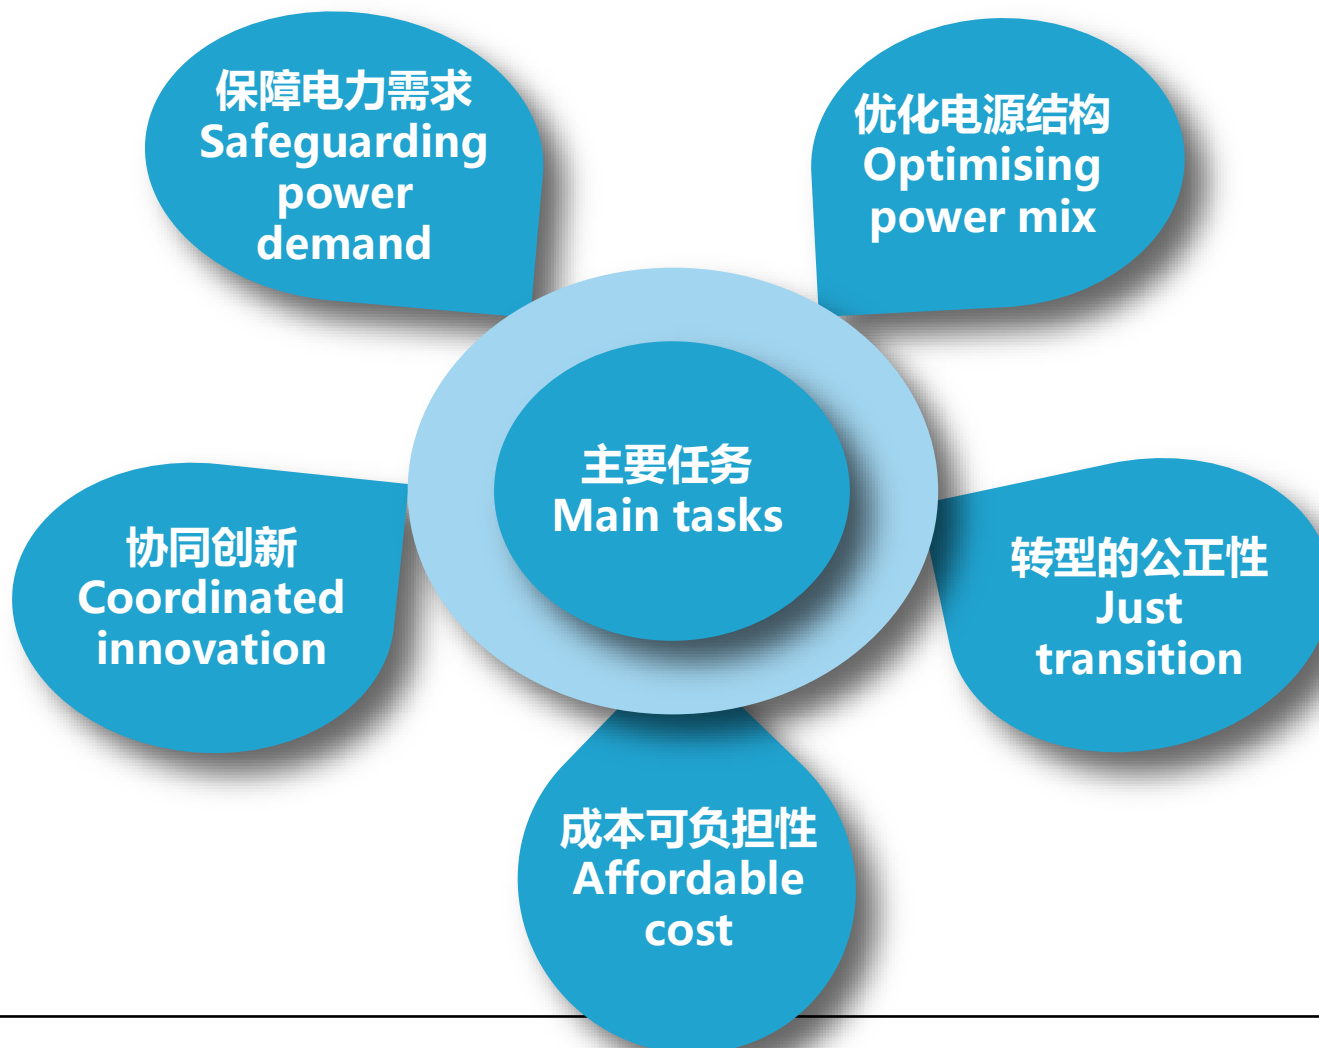 保障电力需求
Safeguarding
power
demand
优化电源结构
Optimising
power mix
主要任务
Main tasks
协同创新
Coordinated
innovation
转型的公正性
Just
transition
成本可负担性
Affordable
cost